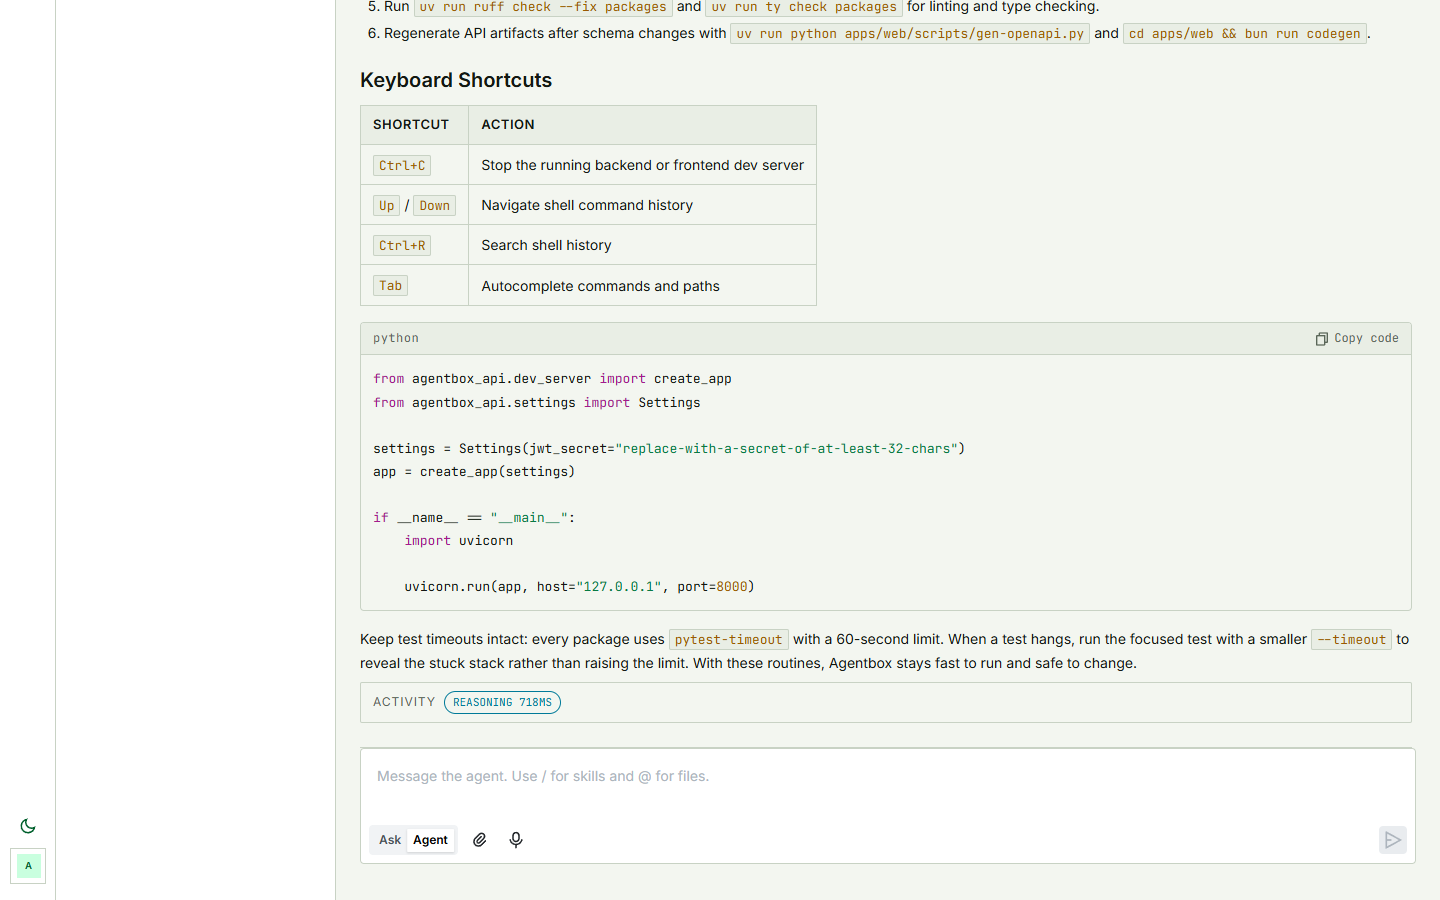 5. Run uv run ruff check --fix packages and uv run ty check packages for linting and type checking.
6. Regenerate API artifacts after schema changes with uv run python apps/web/scripts/gen-openapi.py and cd apps/web && bun run codegen.
Keyboard Shortcuts
SHORTCUT ACTION
Ctrl+C Stop the running backend or frontend dev server
Up / Down Navigate shell command history
Ctrl+R Search shell history
Tab Autocomplete commands and paths
python Copy code
from agentbox_api.dev_server import create_app
from agentbox_api.settings import Settings
settings = Settings(jwt_secret="replace-with-a-secret-of-at-least-32-chars")
app = create_app(settings)
if __name__ == "__main__":
    import uvicorn
    uvicorn.run(app, host="127.0.0.1", port=8000)
Keep test timeouts intact: every package uses pytest-timeout with a 60-second limit. When a test hangs, run the focused test with a smaller --timeout to
reveal the stuck stack rather than raising the limit. With these routines, Agentbox stays fast to run and safe to change.
ACTIVITY REASONING 718MS
Message the agent. Use / for skills and @ for files.
Ask Agent
A